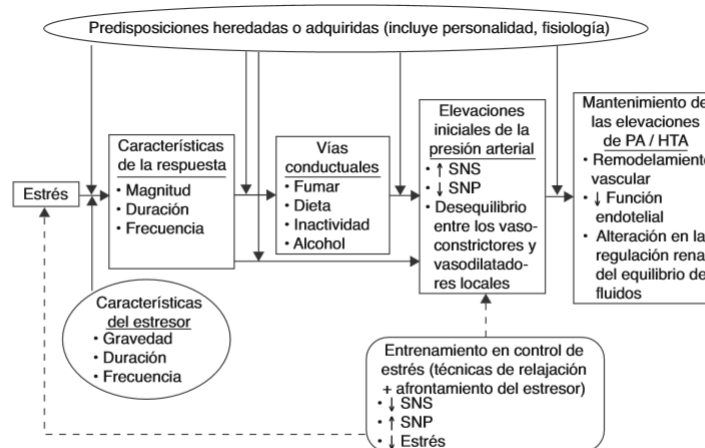 Predisposiciones heredadas o adquiridas (incluye personalidad, fisiología)
Estrés
Características
de la respuesta
• Magnitud
• Duración
• Frecuencia
Vías
conductuales
• Fumar
• Dieta
• Inactividad
• Alcohol
Elevaciones
iniciales de la
presión arterial
• ↑ SNS
• ↓ SNP
• Desequilibrio
entre los vaso-
constrictores y
vasodilatado-
res locales
Mantenimiento de
las elevaciones
de PA / HTA
• Remodelamiento
vascular
• ↓ Función
endotelial
• Alteración en la
regulación renal
del equilibrio de
fluidos
Características
del estresor
• Gravedad
• Duración
• Frecuencia
Entrenamiento en control de
estrés (técnicas de relajación
+ afrontamiento del estresor)
• ↓ SNS
• ↑ SNP
• ↓ Estrés